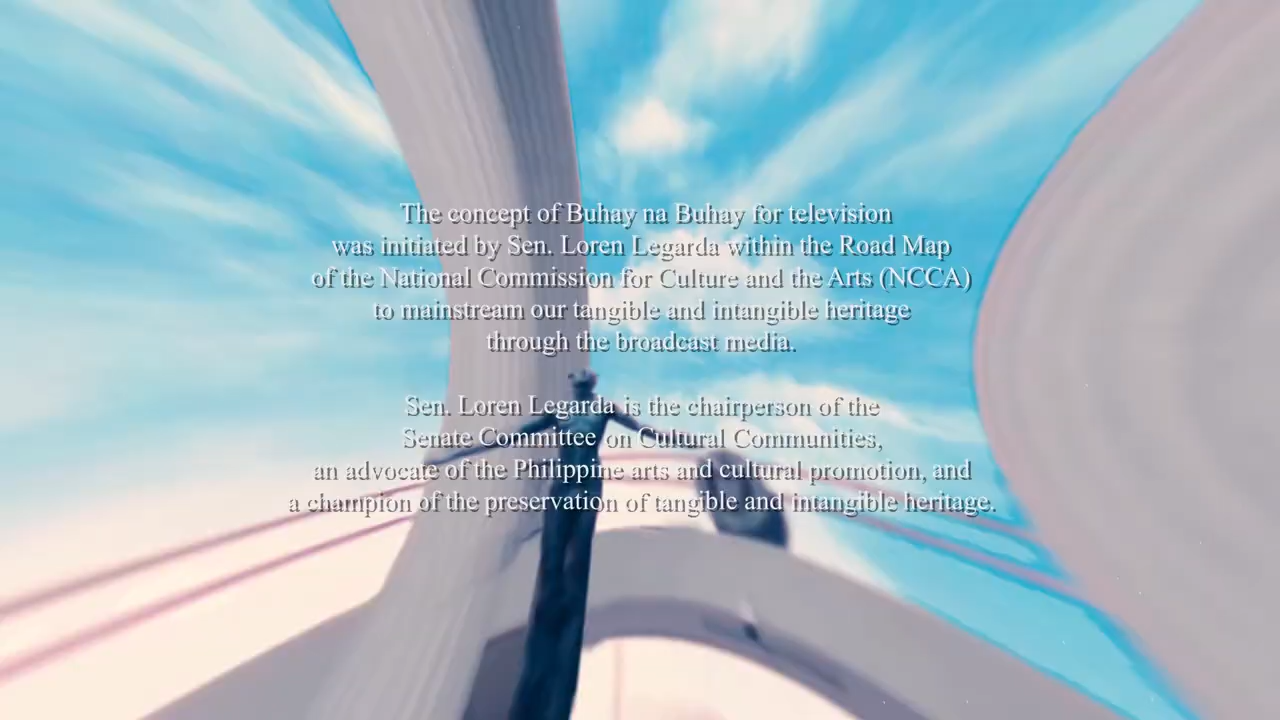 The concept of Buhay na Buhay for television
was initiated by Sen. Loren Legarda within the Road Map
of the National Commission for Culture and the Arts (NCCA)
to mainstream our tangible and intangible heritage
through the broadcast media.
Sen. Loren Legarda is the chairperson of the
Senate Committee on Cultural Communities,
an advocate of the Philippine arts and cultural promotion, and
a champion of the preservation of tangible and intangible heritage.